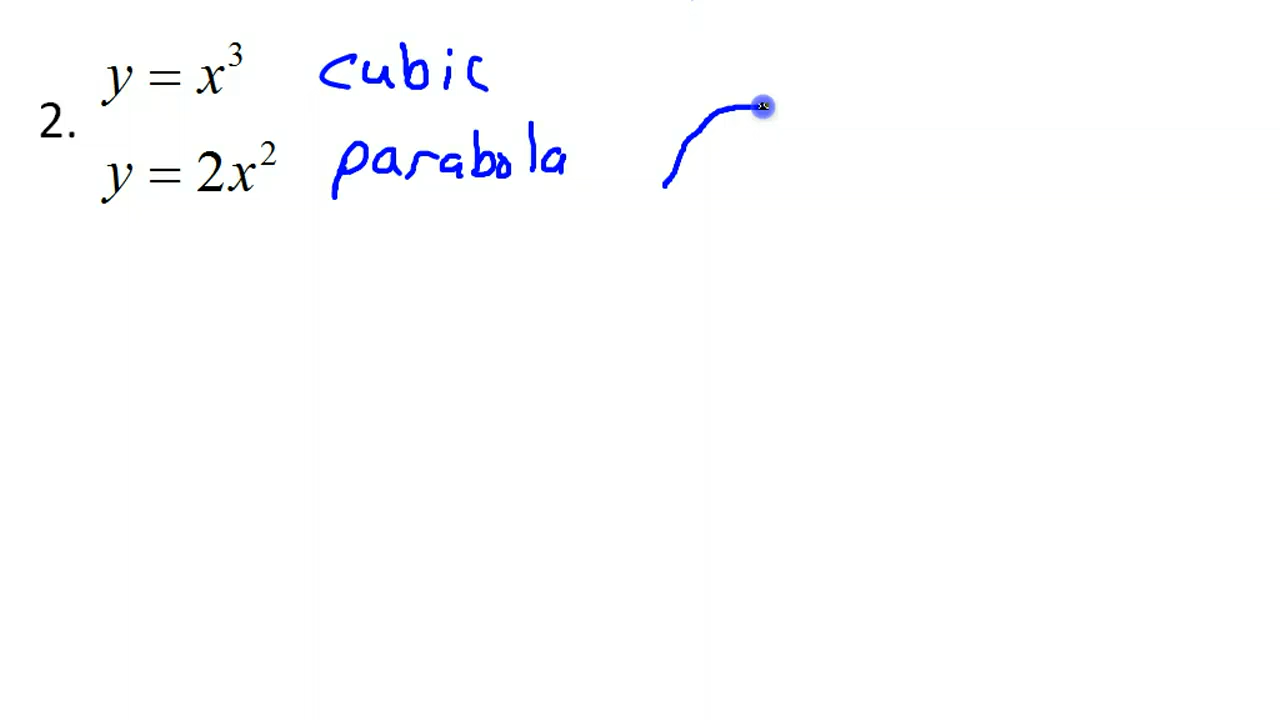 y = x³ cubic
2.
y = 2x² parabola